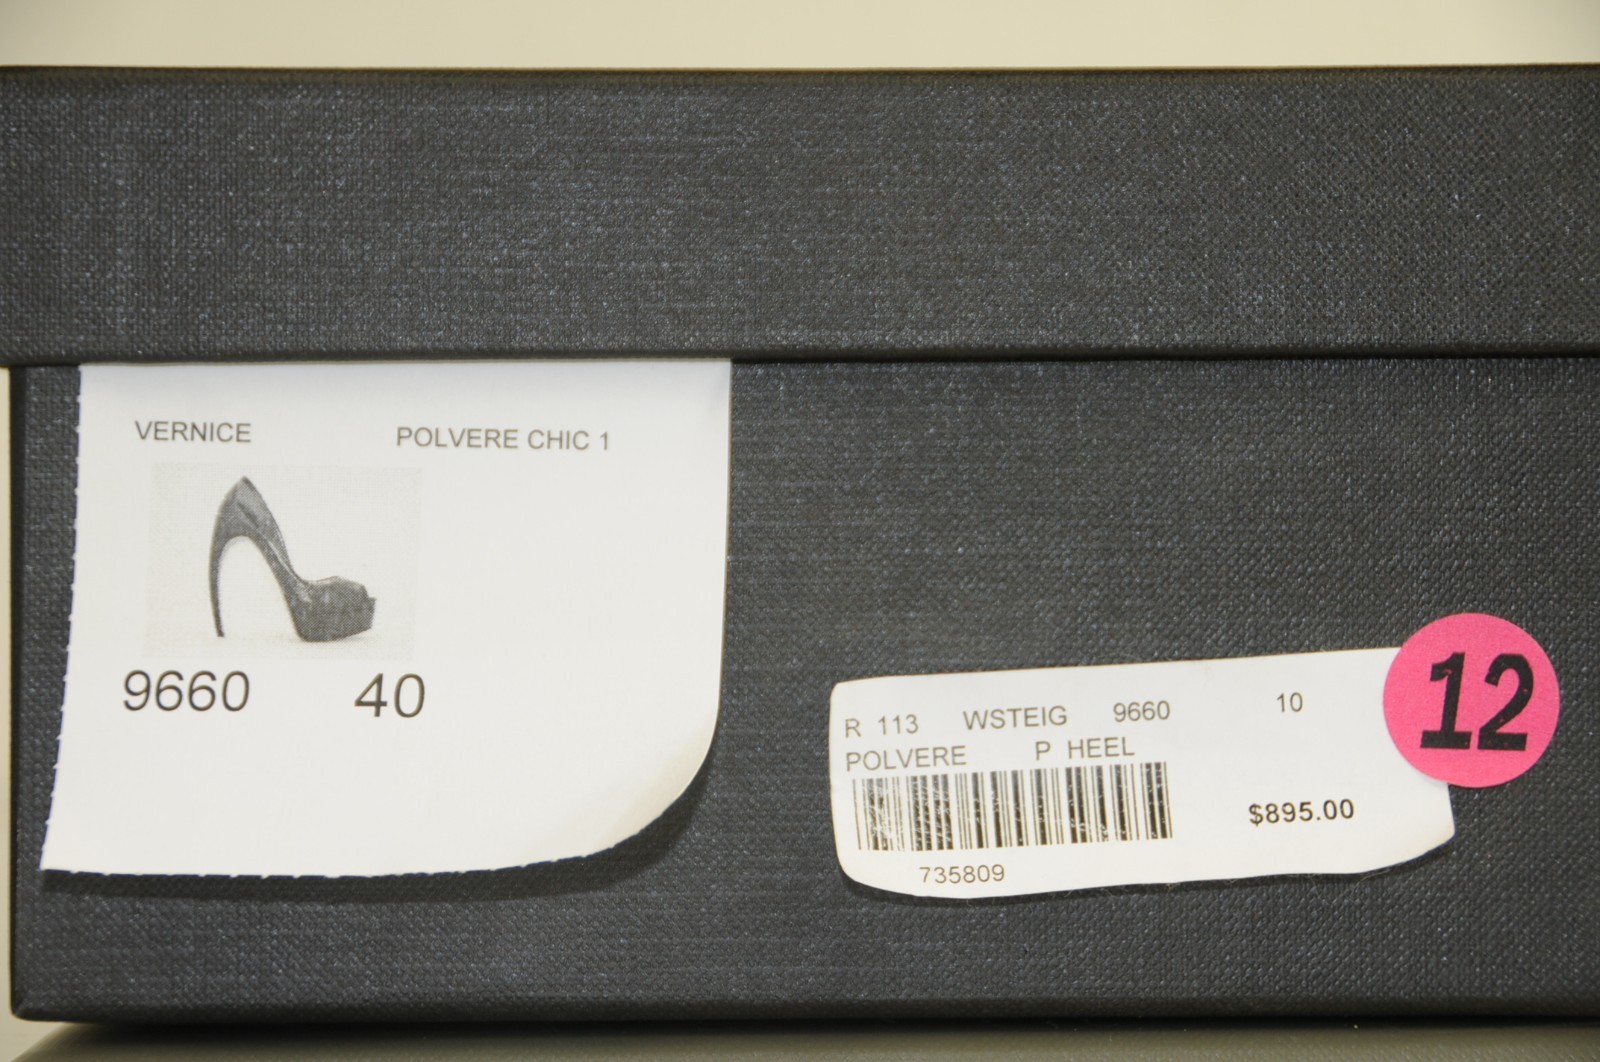 VERNICE POLVERE CHIC 1
9660 40
R 113 WSTEIG 9660 10
POLVERE P HEEL
$895.00
735809
12